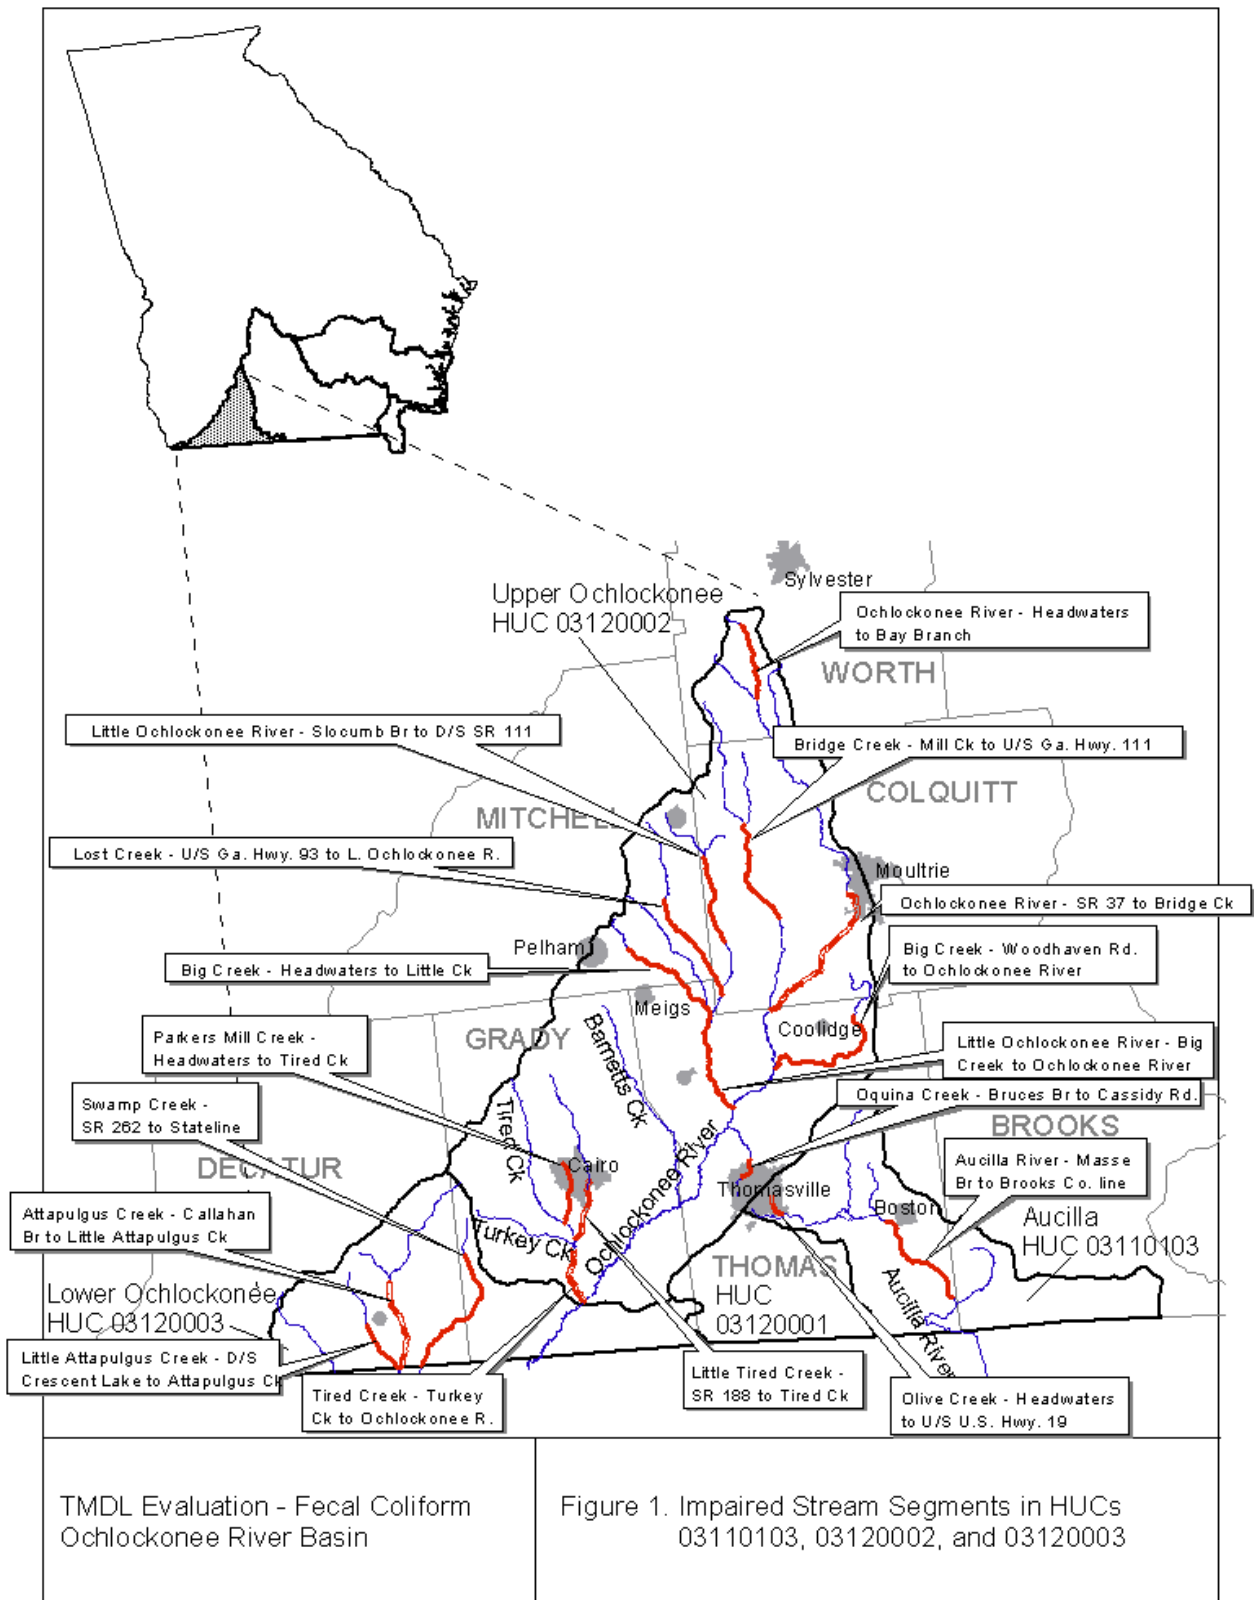 Sylvester
Upper Ochlockonee
HUC 03120002
Ochlockonee River - Headwaters
to Bay Branch
WORTH
Little Ochlockonee River - Slocumb Br to D/S SR 111
Bridge Creek - Mill Ck to U/S Ga. Hwy. 111
COLQUITT
MITCHELL
Lost Creek - U/S Ga. Hwy. 93 to L. Ochlockonee R.
Moultrie
Ochlockonee River - SR 37 to Bridge Ck
Pelham
Big Creek - Woodhaven Rd.
to Ochlockonee River
Big Creek - Headwaters to Little Ck
Meigs
Coolidge
Parkers Mill Creek -
Headwaters to Tired Ck
GRADY
Barnetts Ck
Little Ochlockonee River - Big
Creek to Ochlockonee River
Oquina Creek - Bruces Br to Cassidy Rd.
Swamp Creek -
SR 262 to Stateline
Tired Ck
BROOKS
DECATUR
Cairo
Ochlockonee River
Thomasville
Aucilla River - Masse
Br to Brooks Co. line
Boston
Attapulgus Creek - Callahan
Br to Little Attapulgus Ck
Turkey Ck
Aucilla
HUC 03110103
THOMAS
HUC
03120001
Aucilla River
Lower Ochlockonee
HUC 03120003
Little Attapulgus Creek - D/S
Crescent Lake to Attapulgus Ck
Tired Creek - Turkey
Ck to Ochlockonee R.
Little Tired Creek -
SR 188 to Tired Ck
Olive Creek - Headwaters
to U/S U.S. Hwy. 19
TMDL Evaluation - Fecal Coliform
Ochlockonee River Basin
Figure 1. Impaired Stream Segments in HUCs
03110103, 03120002, and 03120003